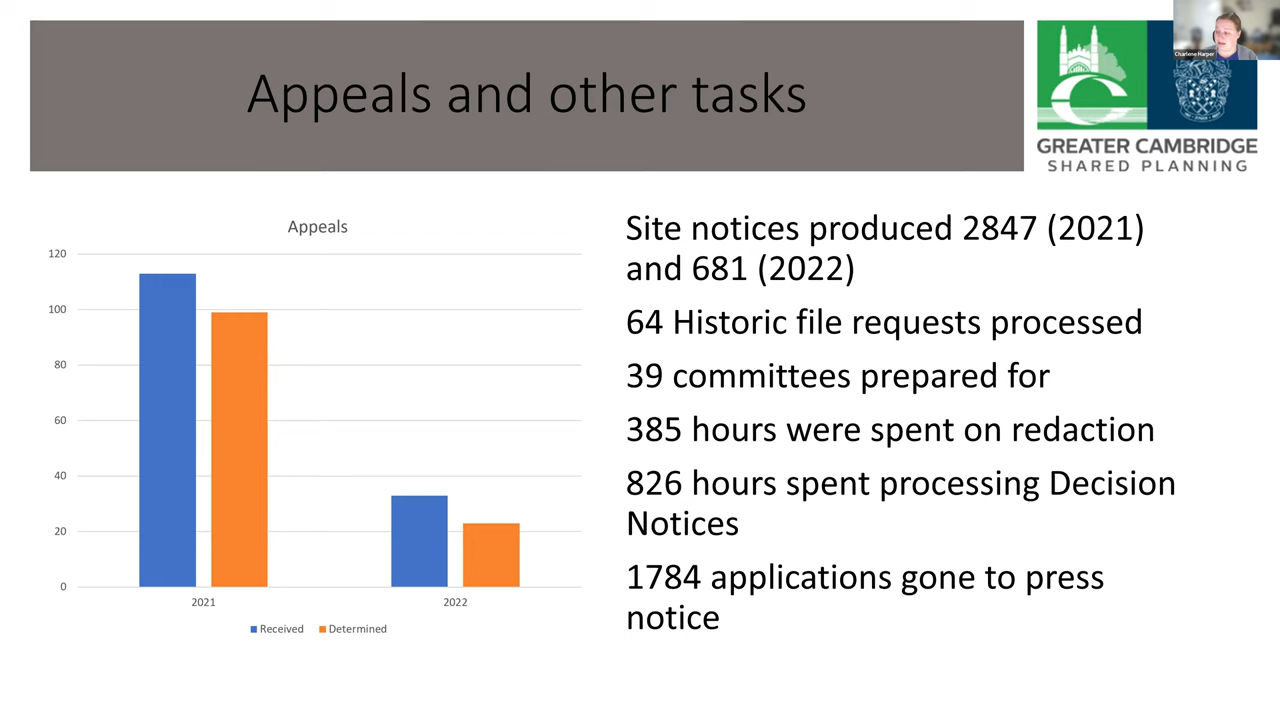 Appeals and other tasks
Charlene Harper
GREATER CAMBRIDGE
SHARED PLANNING
Appeals
120
100
80
60
40
20
0
2021
2022
Received
Determined
Site notices produced 2847 (2021)
and 681 (2022)
64 Historic file requests processed
39 committees prepared for
385 hours were spent on redaction
826 hours spent processing Decision
Notices
1784 applications gone to press
notice